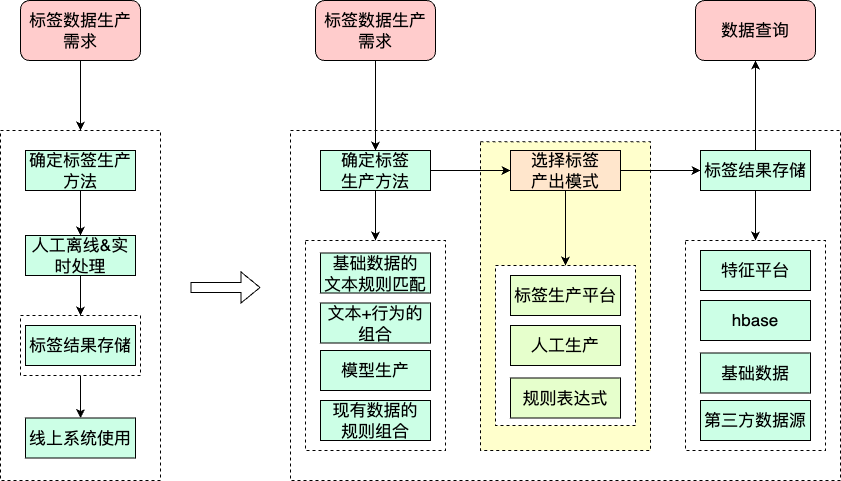 标签数据生产
需求
确定标签生产
方法
人工离线&实
时处理
标签结果存储
线上系统使用
标签数据生产
需求
数据查询
确定标签
生产方法
选择标签
产出模式
标签结果存储
基础数据的
文本规则匹配
文本+行为的
组合
模型生产
现有数据的
规则组合
标签生产平台
人工生产
规则表达式
特征平台
hbase
基础数据
第三方数据源